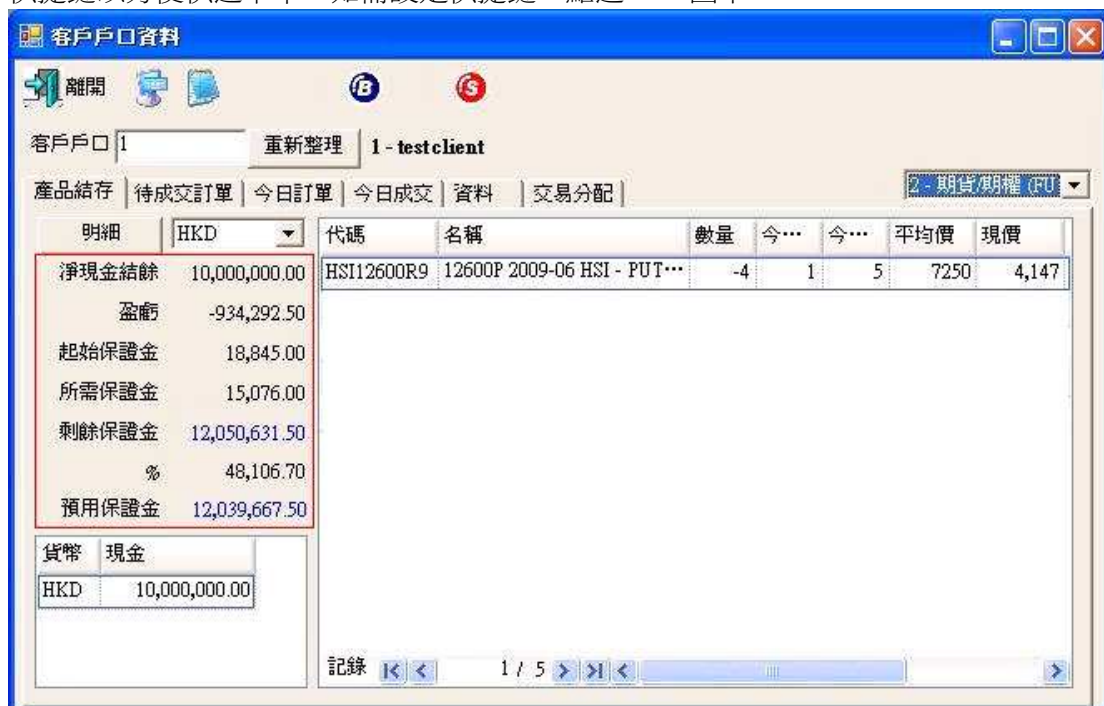 客戶戶口資料
離開 B S
客戶戶口 1 重新整理 1 - testclient
產品結存 待成交訂單 今日訂單 今日成交 資料 交易分配 2 - 期貨/期權 (FU
明細 HKD 代碼 名稱 數量 今… 今… 平均價 現價
淨現金結餘 10,000,000.00 HSI12600R9 12600P 2009-06 HSI - PUT… -4 1 5 7250 4,147
盈虧 -934,292.50
起始保證金 18,845.00
所需保證金 15,076.00
剩餘保證金 12,050,631.50
% 48,106.70
預用保證金 12,039,667.50
貨幣 現金
HKD 10,000,000.00
記錄 1 / 5